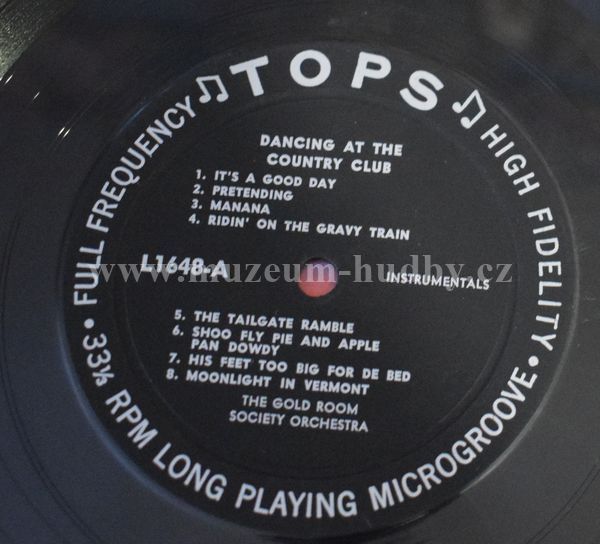 ♫ TOPS ♫
DANCING AT THE
COUNTRY CLUB
1. IT'S A GOOD DAY
2. PRETENDING
3. MANANA
4. RIDIN' ON THE GRAVY TRAIN
L1648-A
INSTRUMENTALS
www.muzeum-hudby.cz
5. THE TAILGATE RAMBLE
6. SHOO FLY PIE AND APPLE
PAN DOWDY
7. HIS FEET TOO BIG FOR DE BED
8. MOONLIGHT IN VERMONT
THE GOLD ROOM
SOCIETY ORCHESTRA
• FULL FREQUENCY
HIGH FIDELITY •
33⅓ RPM LONG PLAYING MICROGROOVE